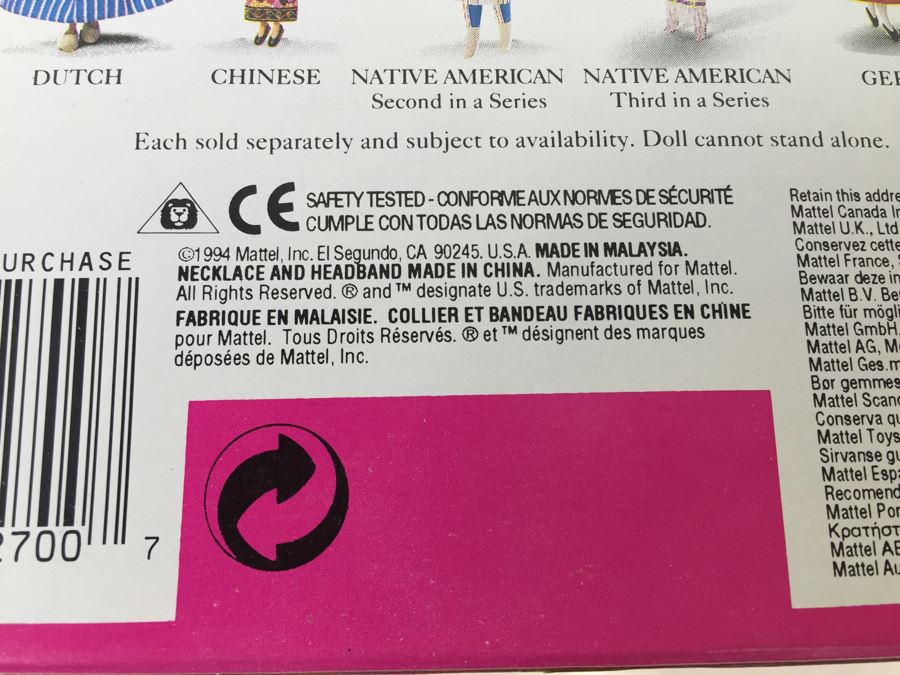 DUTCH
CHINESE
NATIVE AMERICAN
Second in a Series
NATIVE AMERICAN
Third in a Series
Each sold separately and subject to availability. Doll cannot stand alone.
CE
SAFETY TESTED - CONFORME AUX NORMES DE SÉCURITÉ
CUMPLE CON TODAS LAS NORMAS DE SEGURIDAD.
©1994 Mattel, Inc. El Segundo, CA 90245. U.S.A. MADE IN MALAYSIA.
NECKLACE AND HEADBAND MADE IN CHINA. Manufactured for Mattel.
All Rights Reserved. ® and ™ designate U.S. trademarks of Mattel, Inc.
FABRIQUE EN MALAISIE. COLLIER ET BANDEAU FABRIQUES EN CHINE
pour Mattel. Tous Droits Réservés. ® et ™ désignent des marques
déposées de Mattel, Inc.
URCHASE
2700 7
Retain this addre
Mattel Canada In
Mattel U.K., Ltd
Conservez cette
Mattel France,
Bewaar deze in
Mattel B.V. Be
Bitte für mögli
Mattel GmbH
Mattel AG, M
Mattel Ges.m
Bør gemmes
Mattel Scan
Conserva qu
Mattel Toys
Sirvanse gu
Mattel Espa
Recomend
Mattel Por
Κρατήστ
Mattel AE
Mattel Au